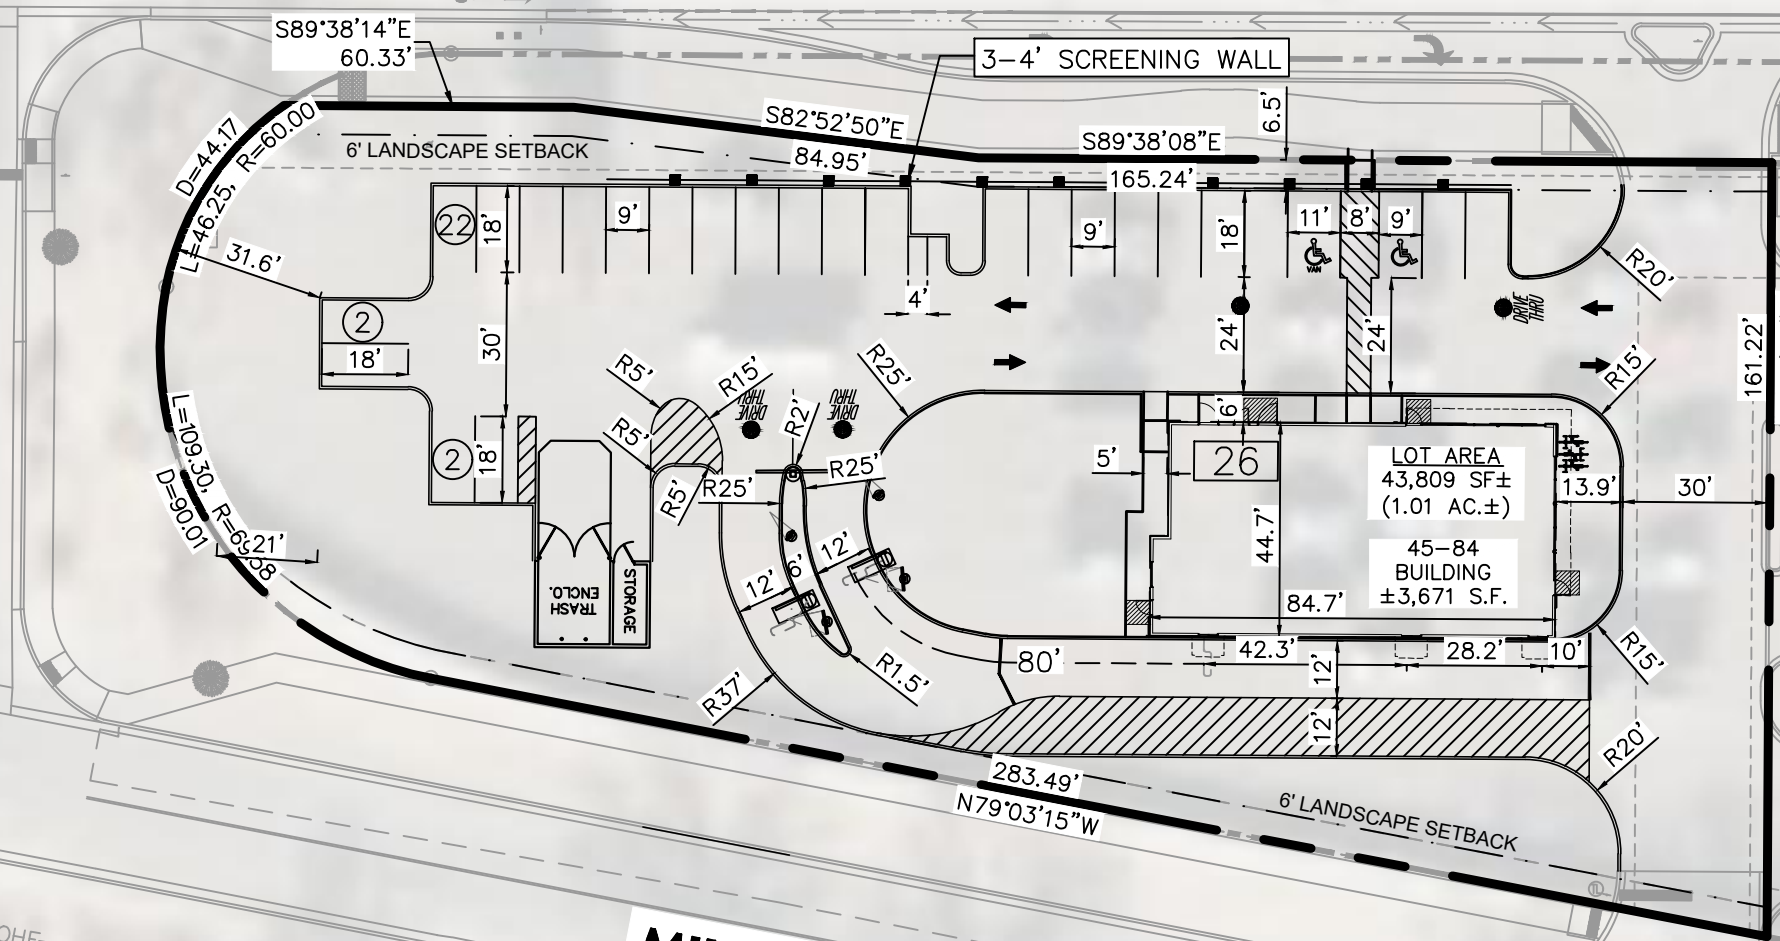 S89°38'14"E
60.33'
3-4' SCREENING WALL
6.5'
D=44.17
L=46.25, R=60.00
6' LANDSCAPE SETBACK
S82°52'50"E
84.95'
S89°38'08"E
165.24'
22
18'
9'
9'
18'
11'
8'
9'
VAN
R20'
31.6'
4'
DRIVE
THRU
2
18'
30'
24'
24'
161.22'
R5'
R15'
R25'
R15'
DRIVE
THRU
DRIVE
THRU
R2'
6'
L=109.30, R=69.58
D=90.01
2
18'
R5'
R5'
R25'
R25'
5'
26
LOT AREA
43,809 SF±
(1.01 AC.±)
13.9'
30'
44.7'
45-84
BUILDING
±3,671 S.F.
21'
TRASH
ENCLO.
STORAGE
12'
6'
12'
84.7'
R37'
R1.5'
80'
42.3'
28.2'
10'
R15'
12'
12'
R20'
283.49'
N79°03'15"W
6' LANDSCAPE SETBACK